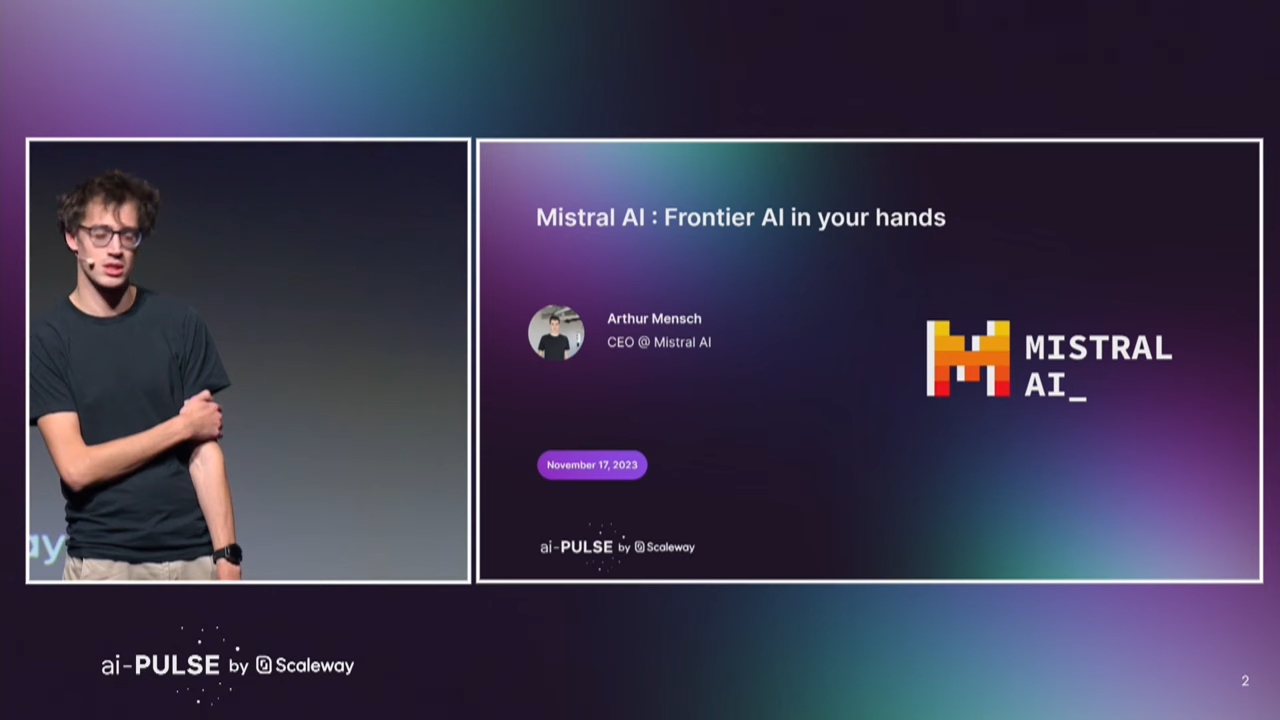 Mistral AI : Frontier AI in your hands
Arthur Mensch
CEO @ Mistral AI
MISTRAL
AI_
November 17, 2023
ai-PULSE by Scaleway
ay
ai-PULSE by Scaleway
2